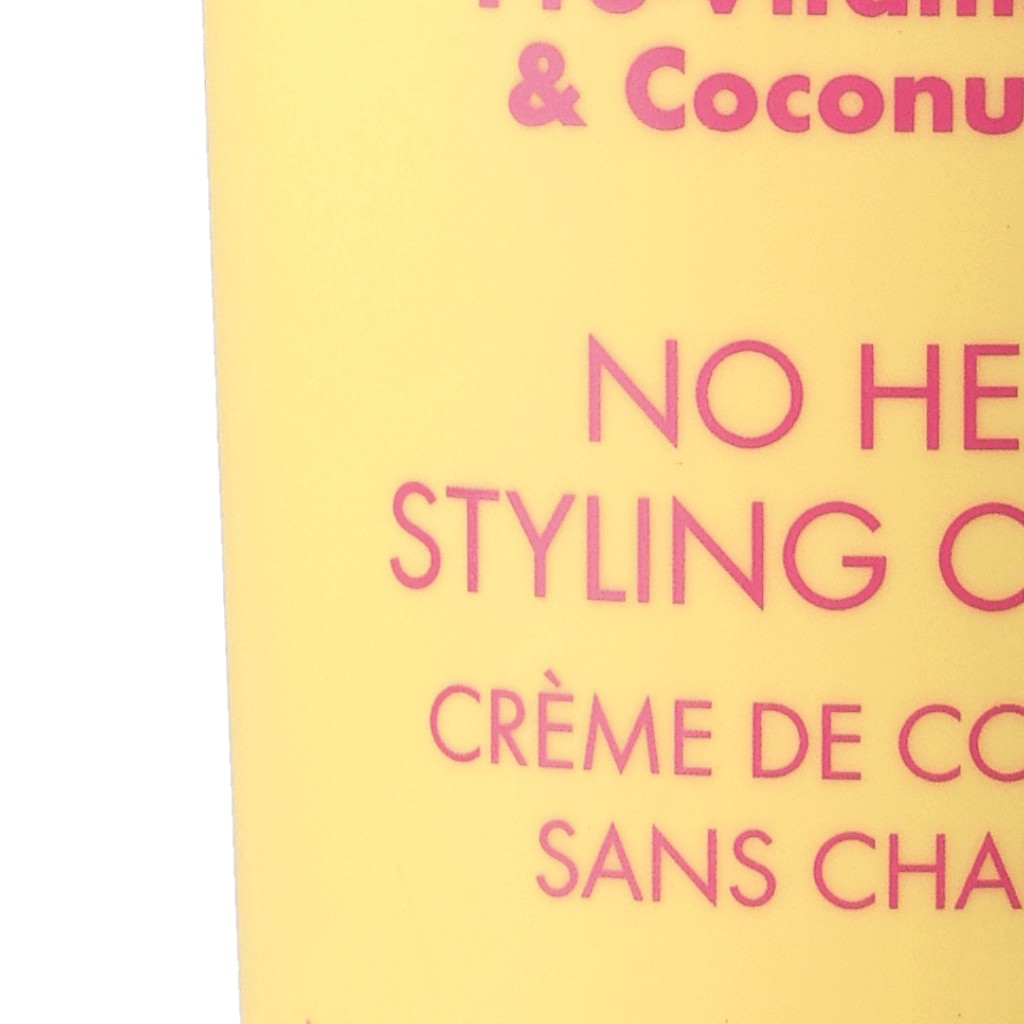 & Coconu
NO HE
STYLING C
CRÈME DE CO
SANS CHA